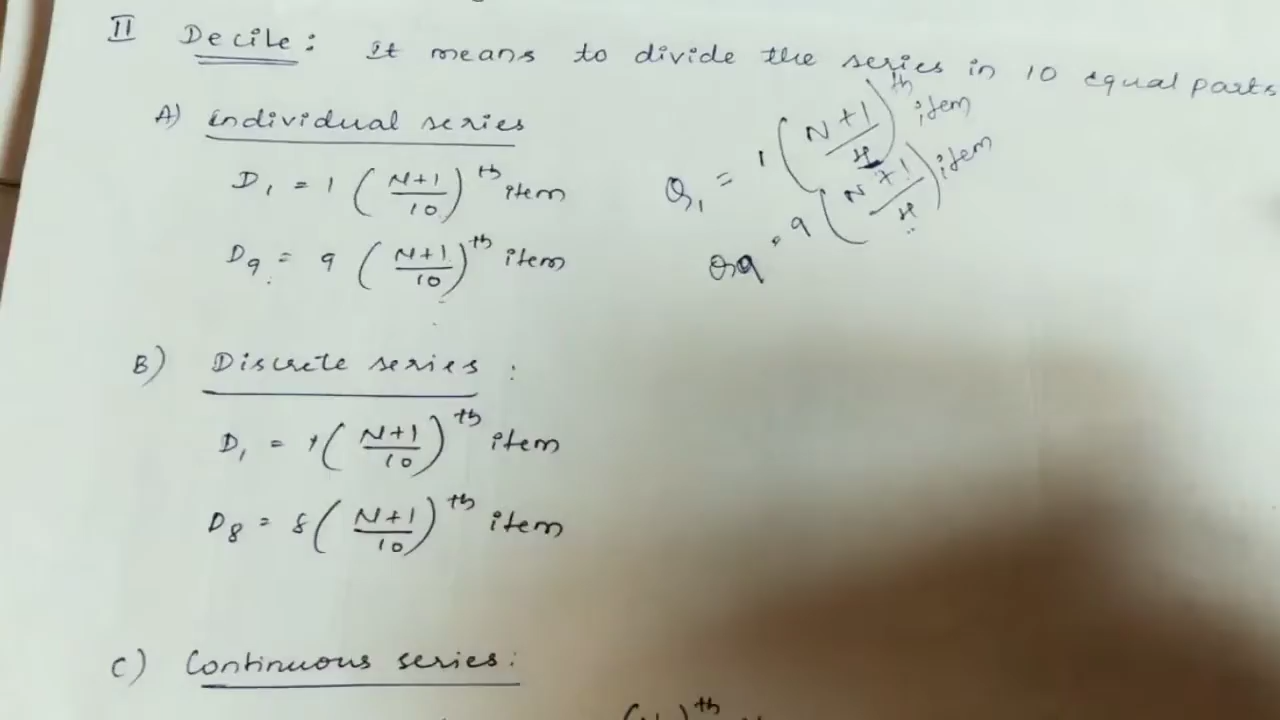 II Decile: It means to divide the series in 10 equal parts
A) Individual series
D₁ = 1 (N+1/10)th item
D₉ = 9 (N+1/10)th item
Q₁ = 1 (N+1/4)th item
Q9 = 9 (N+1/4) item
B) Discrete series :
D₁ = 1 (N+1/10)th item
D₈ = 8 (N+1/10)th item
C) Continuous series: